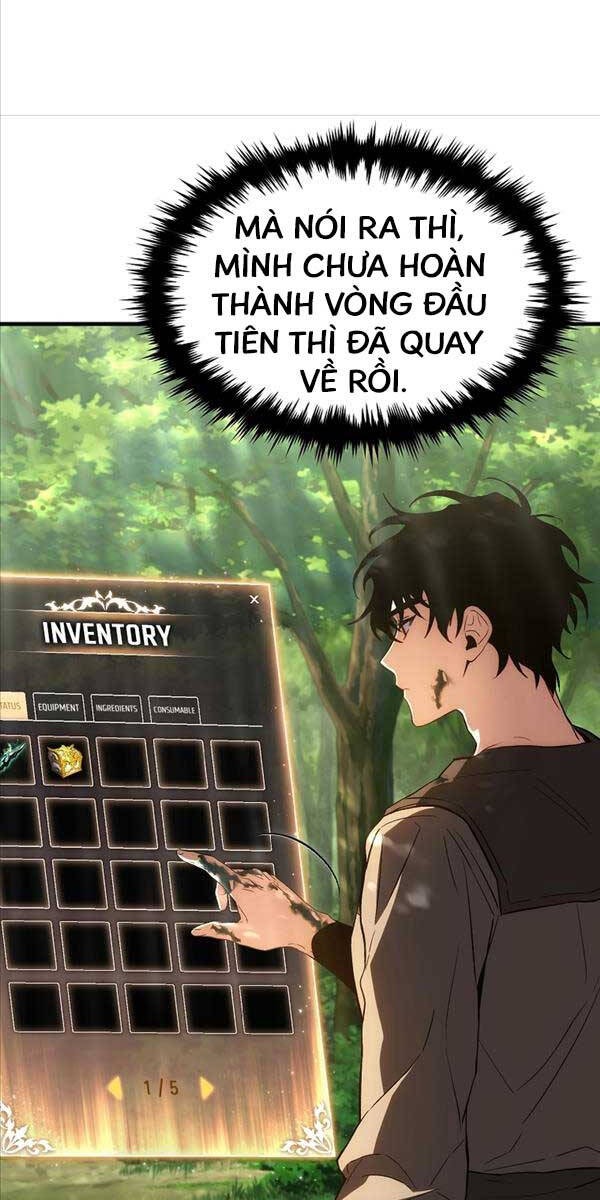 MÀ NÓI RA THÌ,
MÌNH CHƯA HOÀN
THÀNH VÒNG ĐẦU
TIÊN THÌ ĐÃ QUAY
VỀ RỒI.
INVENTORY
TATUS EQUIPMENT INGREDIENTS CONSUMABLE
1 / 5